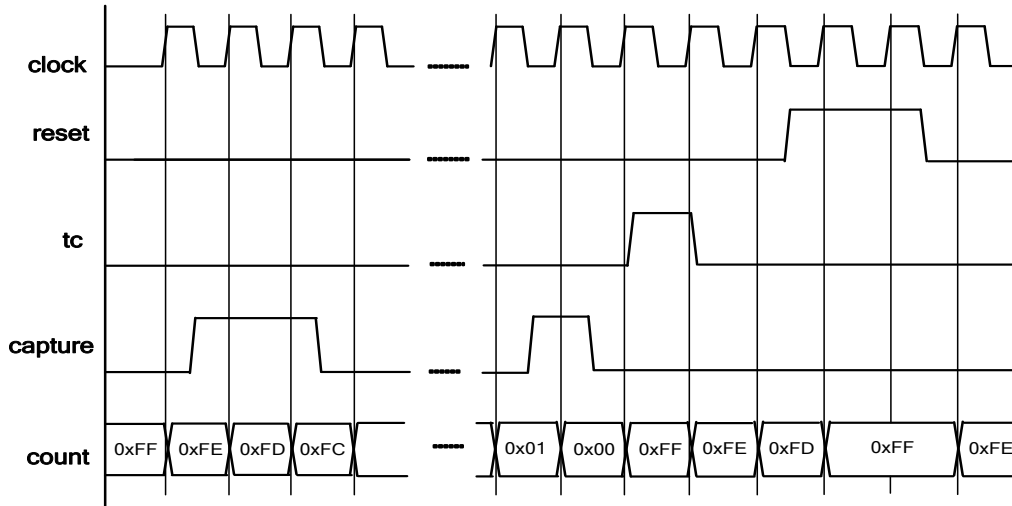 clock
reset
tc
capture
count 0xFF 0xFE 0xFD 0xFC 0x01 0x00 0xFF 0xFE 0xFD 0xFF 0xFE